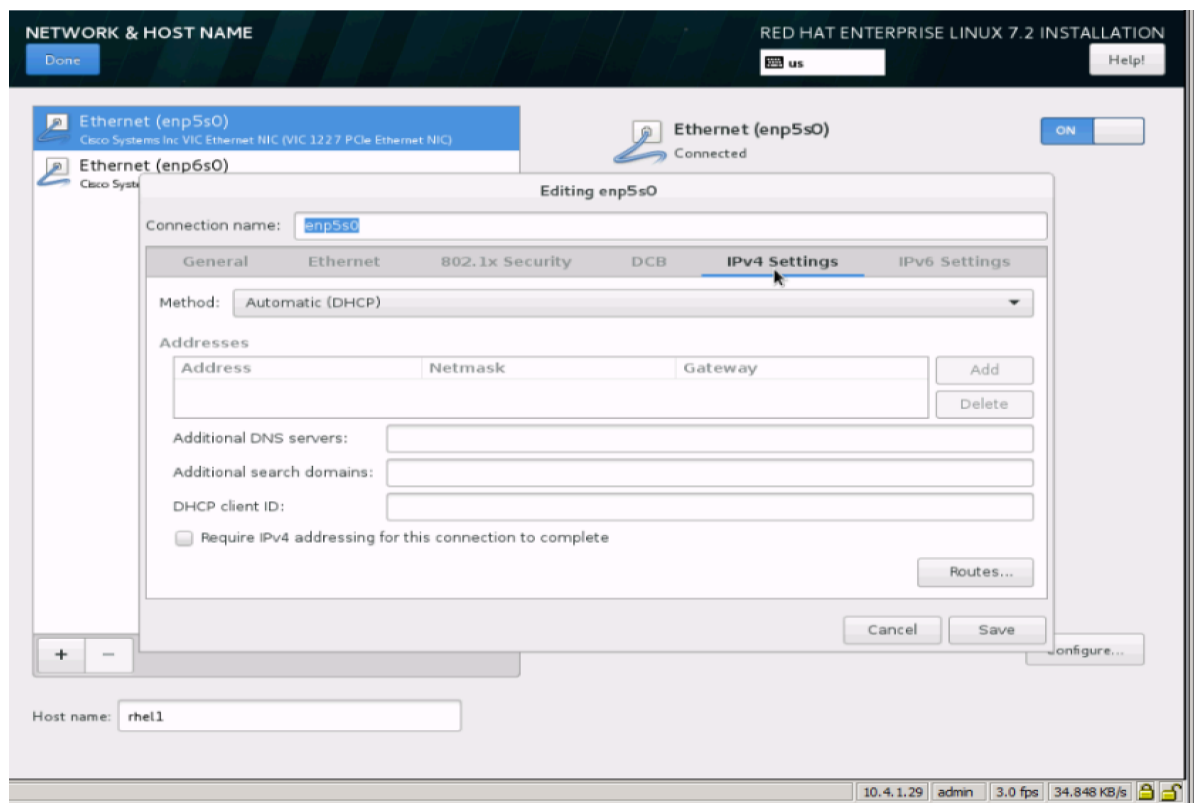 NETWORK & HOST NAME
RED HAT ENTERPRISE LINUX 7.2 INSTALLATION
Done
us
Help!
Ethernet (enp5s0)
Cisco Systems Inc VIC Ethernet NIC (VIC 1227 PCIe Ethernet NIC)
Ethernet (enp6s0)
Cisco Syste
Ethernet (enp5s0)
Connected
ON
Editing enp5s0
Connection name: enp5s0
General Ethernet 802.1x Security DCB IPv4 Settings IPv6 Settings
Method: Automatic (DHCP)
Addresses
Address Netmask Gateway
Add
Delete
Additional DNS servers:
Additional search domains:
DHCP client ID:
Require IPv4 addressing for this connection to complete
Routes...
Cancel Save
+ −
onfigure...
Host name: rhel1
10.4.1.29 admin 3.0 fps 34.848 KB/s